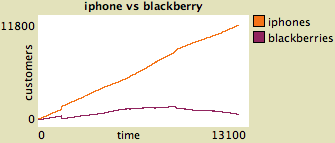 iphone vs blackberry
11800
customers
0
0
time
13100
iphones
blackberries